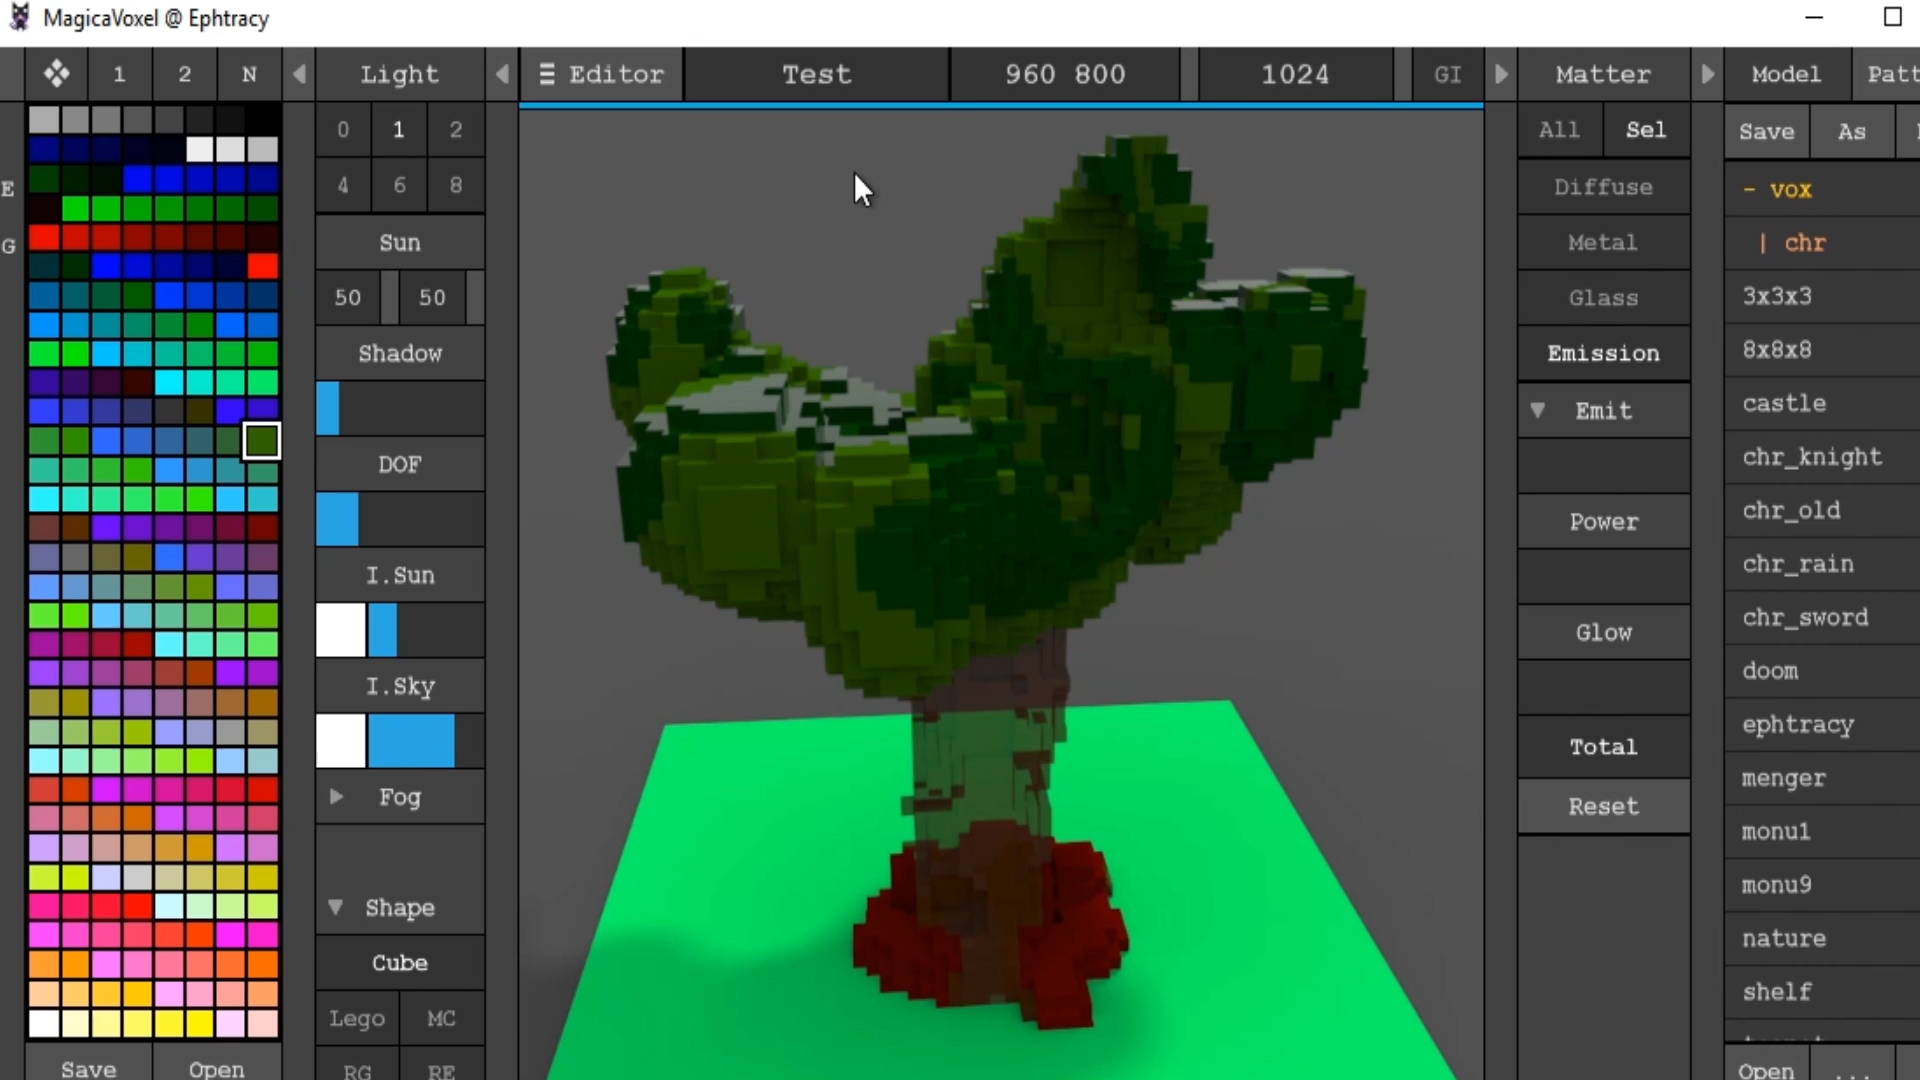 MagicaVoxel @ Ephtracy
1 2 N
Light
Editor
Test
960 800
1024
GI
Matter
Model
E
G
0 1 2
4 6 8
Sun
50 50
Shadow
DOF
I.Sun
I.Sky
Fog
Shape
Cube
Lego MC
RG RE
Save Open
All Sel
Diffuse
Metal
Glass
Emission
Emit
Power
Glow
Total
Reset
Save As
- vox
| chr
3x3x3
8x8x8
castle
chr_knight
chr_old
chr_rain
chr_sword
doom
ephtracy
menger
monu1
monu9
nature
shelf
Open ...